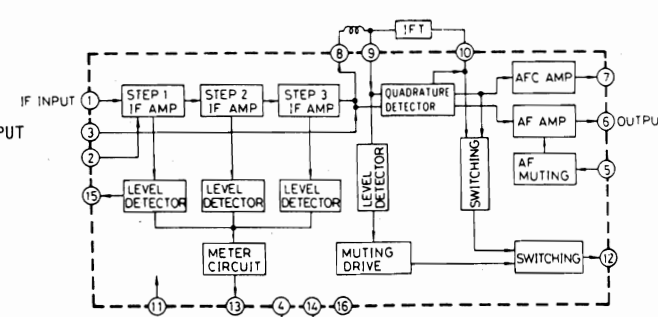 8
9
IFT
10
IF INPUT
1
STEP 1
IF AMP
STEP 2
IF AMP
STEP 3
IF AMP
QUADRATURE
DETECTOR
AFC AMP
7
PUT
3
2
AF AMP
6
OUTPU
AF
MUTING
5
15
LEVEL
DETECTOR
LEVEL
DETECTOR
LEVEL
DETECTOR
LEVEL
DETECTOR
SWITCHING
METER
CIRCUIT
MUTING
DRIVE
SWITCHING
12
11
13
4
14
16